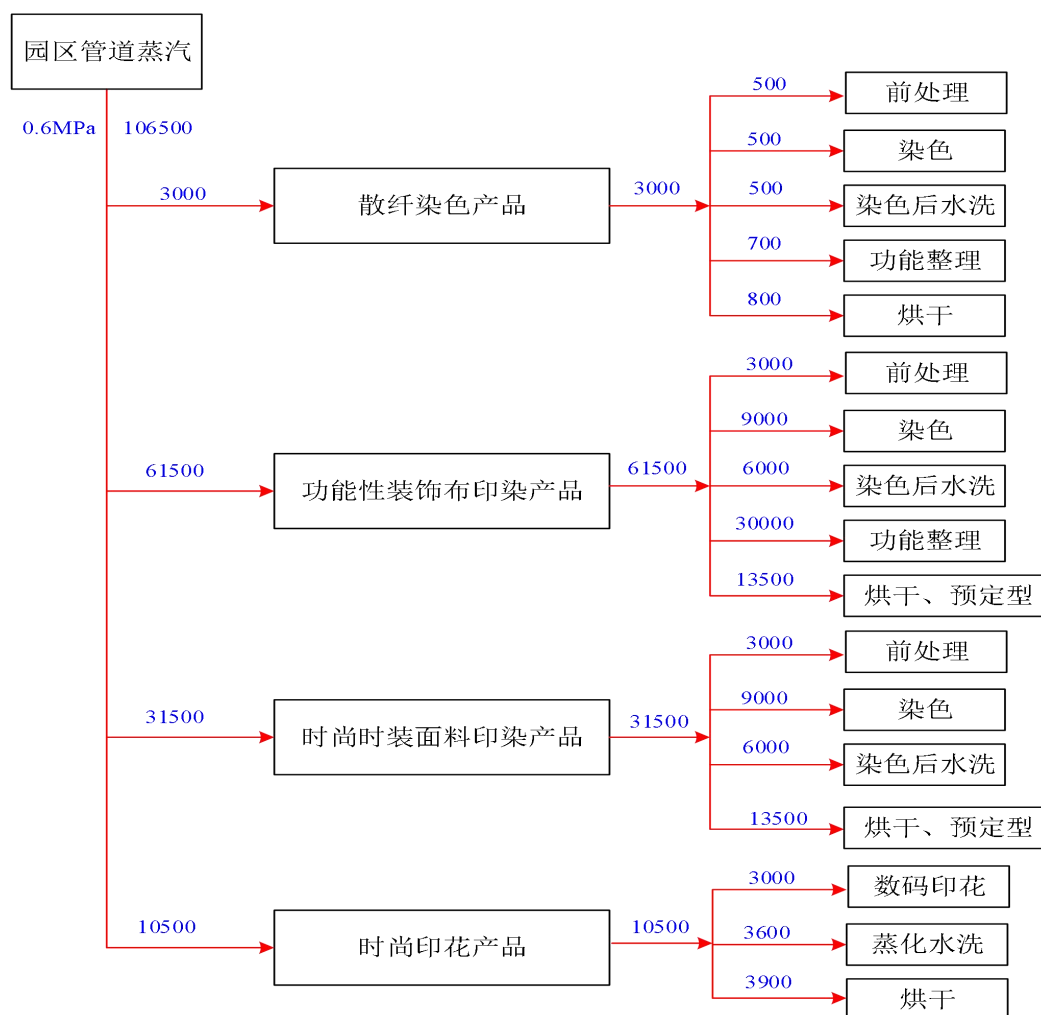 园区管道蒸汽
0.6MPa 106500
3000 散纤染色产品 3000
500 前处理
500 染色
500 染色后水洗
700 功能整理
800 烘干
61500 功能性装饰布印染产品 61500
3000 前处理
9000 染色
6000 染色后水洗
30000 功能整理
13500 烘干、预定型
31500 时尚时装面料印染产品 31500
3000 前处理
9000 染色
6000 染色后水洗
13500 烘干、预定型
10500 时尚印花产品 10500
3000 数码印花
3600 蒸化水洗
3900 烘干